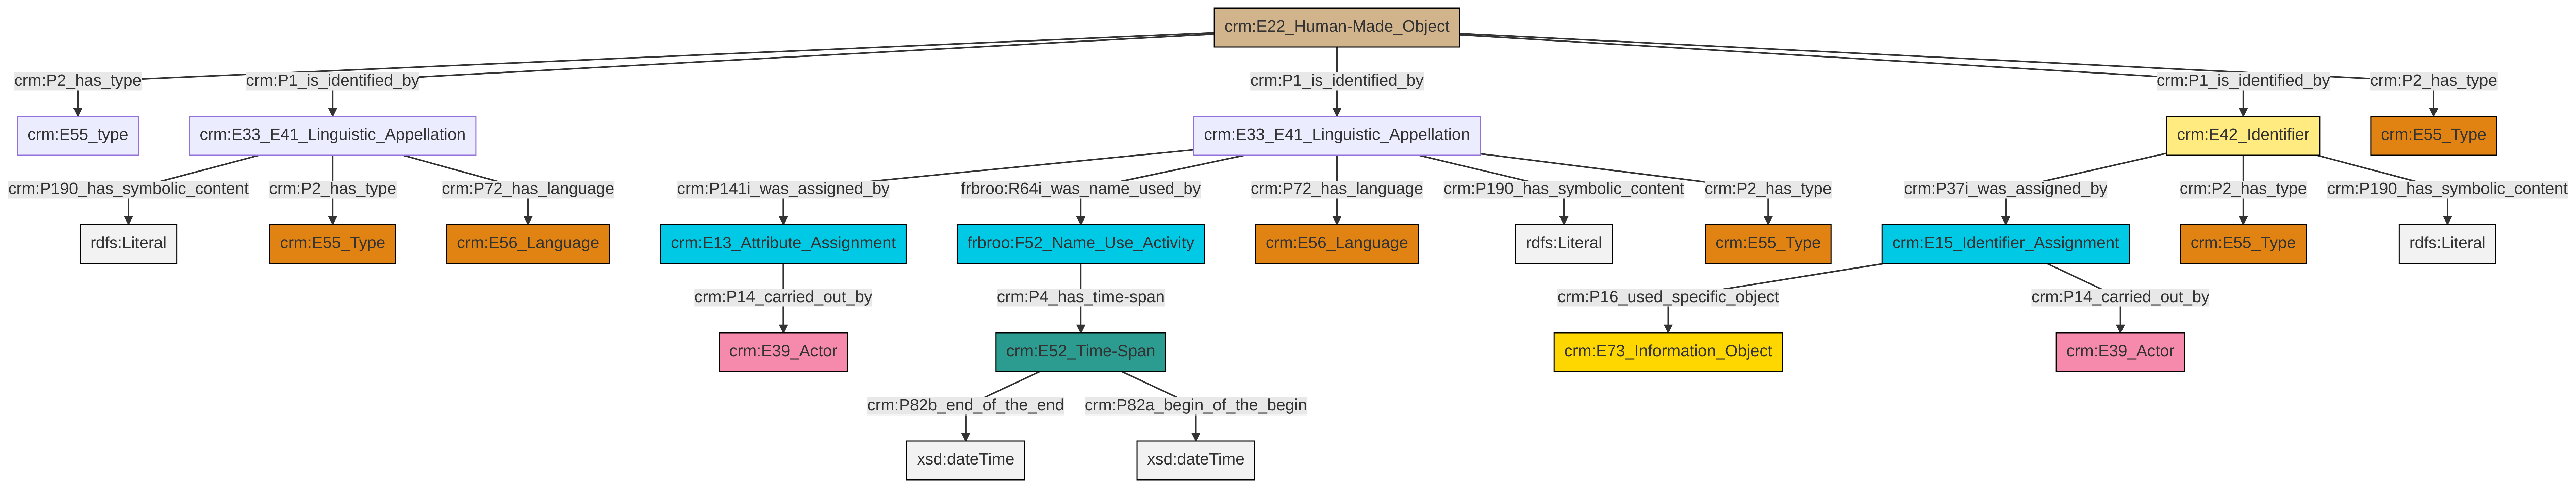 crm:E22_Human-Made_Object
crm:P2_has_type
crm:P1_is_identified_by
crm:P1_is_identified_by
crm:P1_is_identified_by
crm:P2_has_type
crm:E55_type
crm:E33_E41_Linguistic_Appellation
crm:E33_E41_Linguistic_Appellation
crm:E42_Identifier
crm:E55_Type
crm:P190_has_symbolic_content
crm:P2_has_type
crm:P72_has_language
crm:P141i_was_assigned_by
frbroo:R64i_was_name_used_by
crm:P72_has_language
crm:P190_has_symbolic_content
crm:P2_has_type
crm:P37i_was_assigned_by
crm:P2_has_type
crm:P190_has_symbolic_content
rdfs:Literal
crm:E55_Type
crm:E56_Language
crm:E13_Attribute_Assignment
frbroo:F52_Name_Use_Activity
crm:E56_Language
rdfs:Literal
crm:E55_Type
crm:E15_Identifier_Assignment
crm:E55_Type
rdfs:Literal
crm:P14_carried_out_by
crm:P4_has_time-span
crm:P16_used_specific_object
crm:P14_carried_out_by
crm:E39_Actor
crm:E52_Time-Span
crm:E73_Information_Object
crm:E39_Actor
crm:P82b_end_of_the_end
crm:P82a_begin_of_the_begin
xsd:dateTime
xsd:dateTime